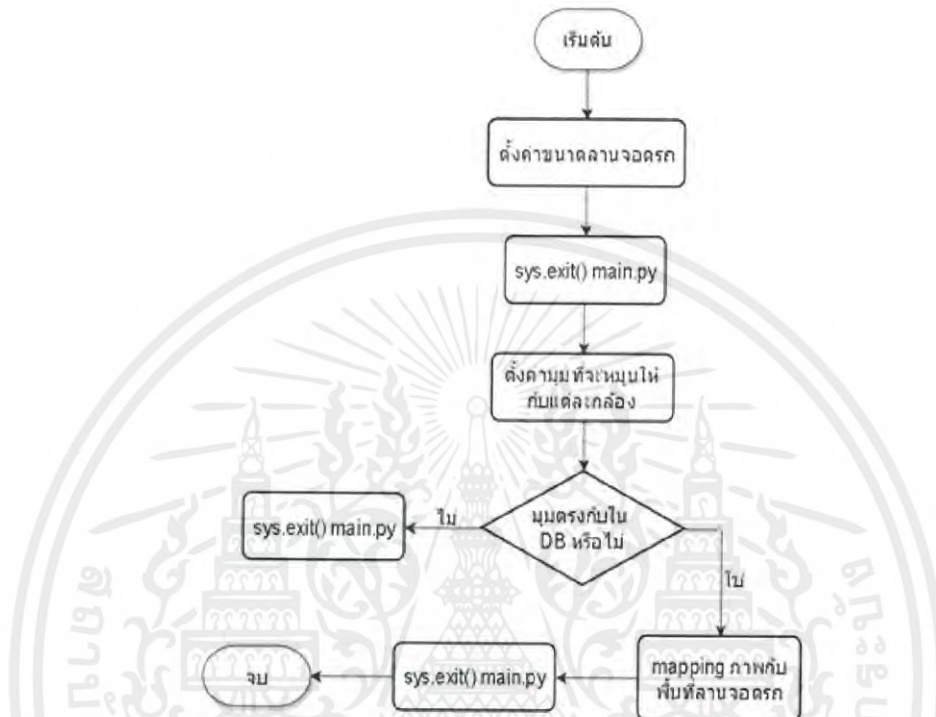 เริ่มต้น
ตั้งค่าขนาดลานจอดรถ
sys.exit() main.py
ตั้งค่ามุมที่จะหมุนให้
กับแต่ละกล้อง
มุมตรงกับใน
DB หรือไม่
ไม่
sys.exit() main.py
ใช่
mapping ภาพกับ
พื้นที่ลานจอดรถ
sys.exit() main.py
จบ